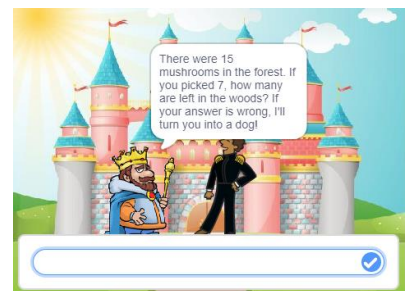 There were 15
mushrooms in the forest. If
you picked 7, how many
are left in the woods? If
your answer is wrong, I'll
turn you into a dog!